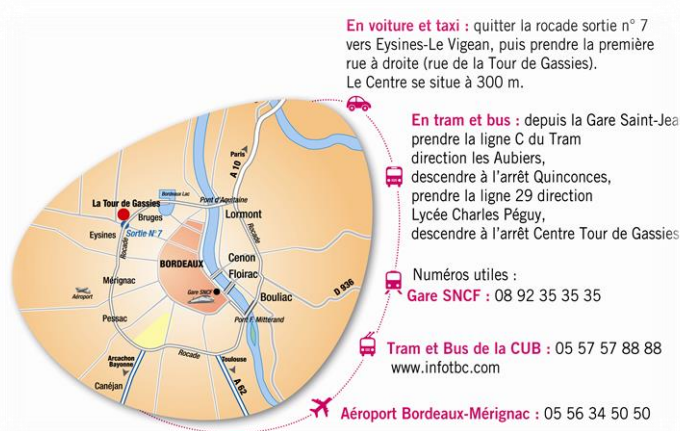 En voiture et taxi : quitter la rocade sortie n° 7
vers Eysines-Le Vigean, puis prendre la première
rue à droite (rue de la Tour de Gassies).
Le Centre se situe à 300 m.
En tram et bus : depuis la Gare Saint-Jea
prendre la ligne C du Tram
direction les Aubiers,
descendre à l'arrêt Quinconces,
prendre la ligne 29 direction
Lycée Charles Péguy,
descendre à l'arrêt Centre Tour de Gassies
Numéros utiles :
Gare SNCF : 08 92 35 35 35
Tram et Bus de la CUB : 05 57 57 88 88
www.infotbc.com
Aéroport Bordeaux-Mérignac : 05 56 34 50 50
Paris
A 10
La Tour de Gassies
Bordeaux Lac
Pont d'Aquitaine
Bruges
Lormont
Eysines
Sortie N° 7
Rocade
Rocade
BORDEAUX
Cenon
Floirac
Mérignac
Gare SNCF
D 936
Aéroport
Bouliac
Pessac
Pont F. Mittérand
Rocade
Arcachon
Bayonne
Toulouse
A 62
Canéjan